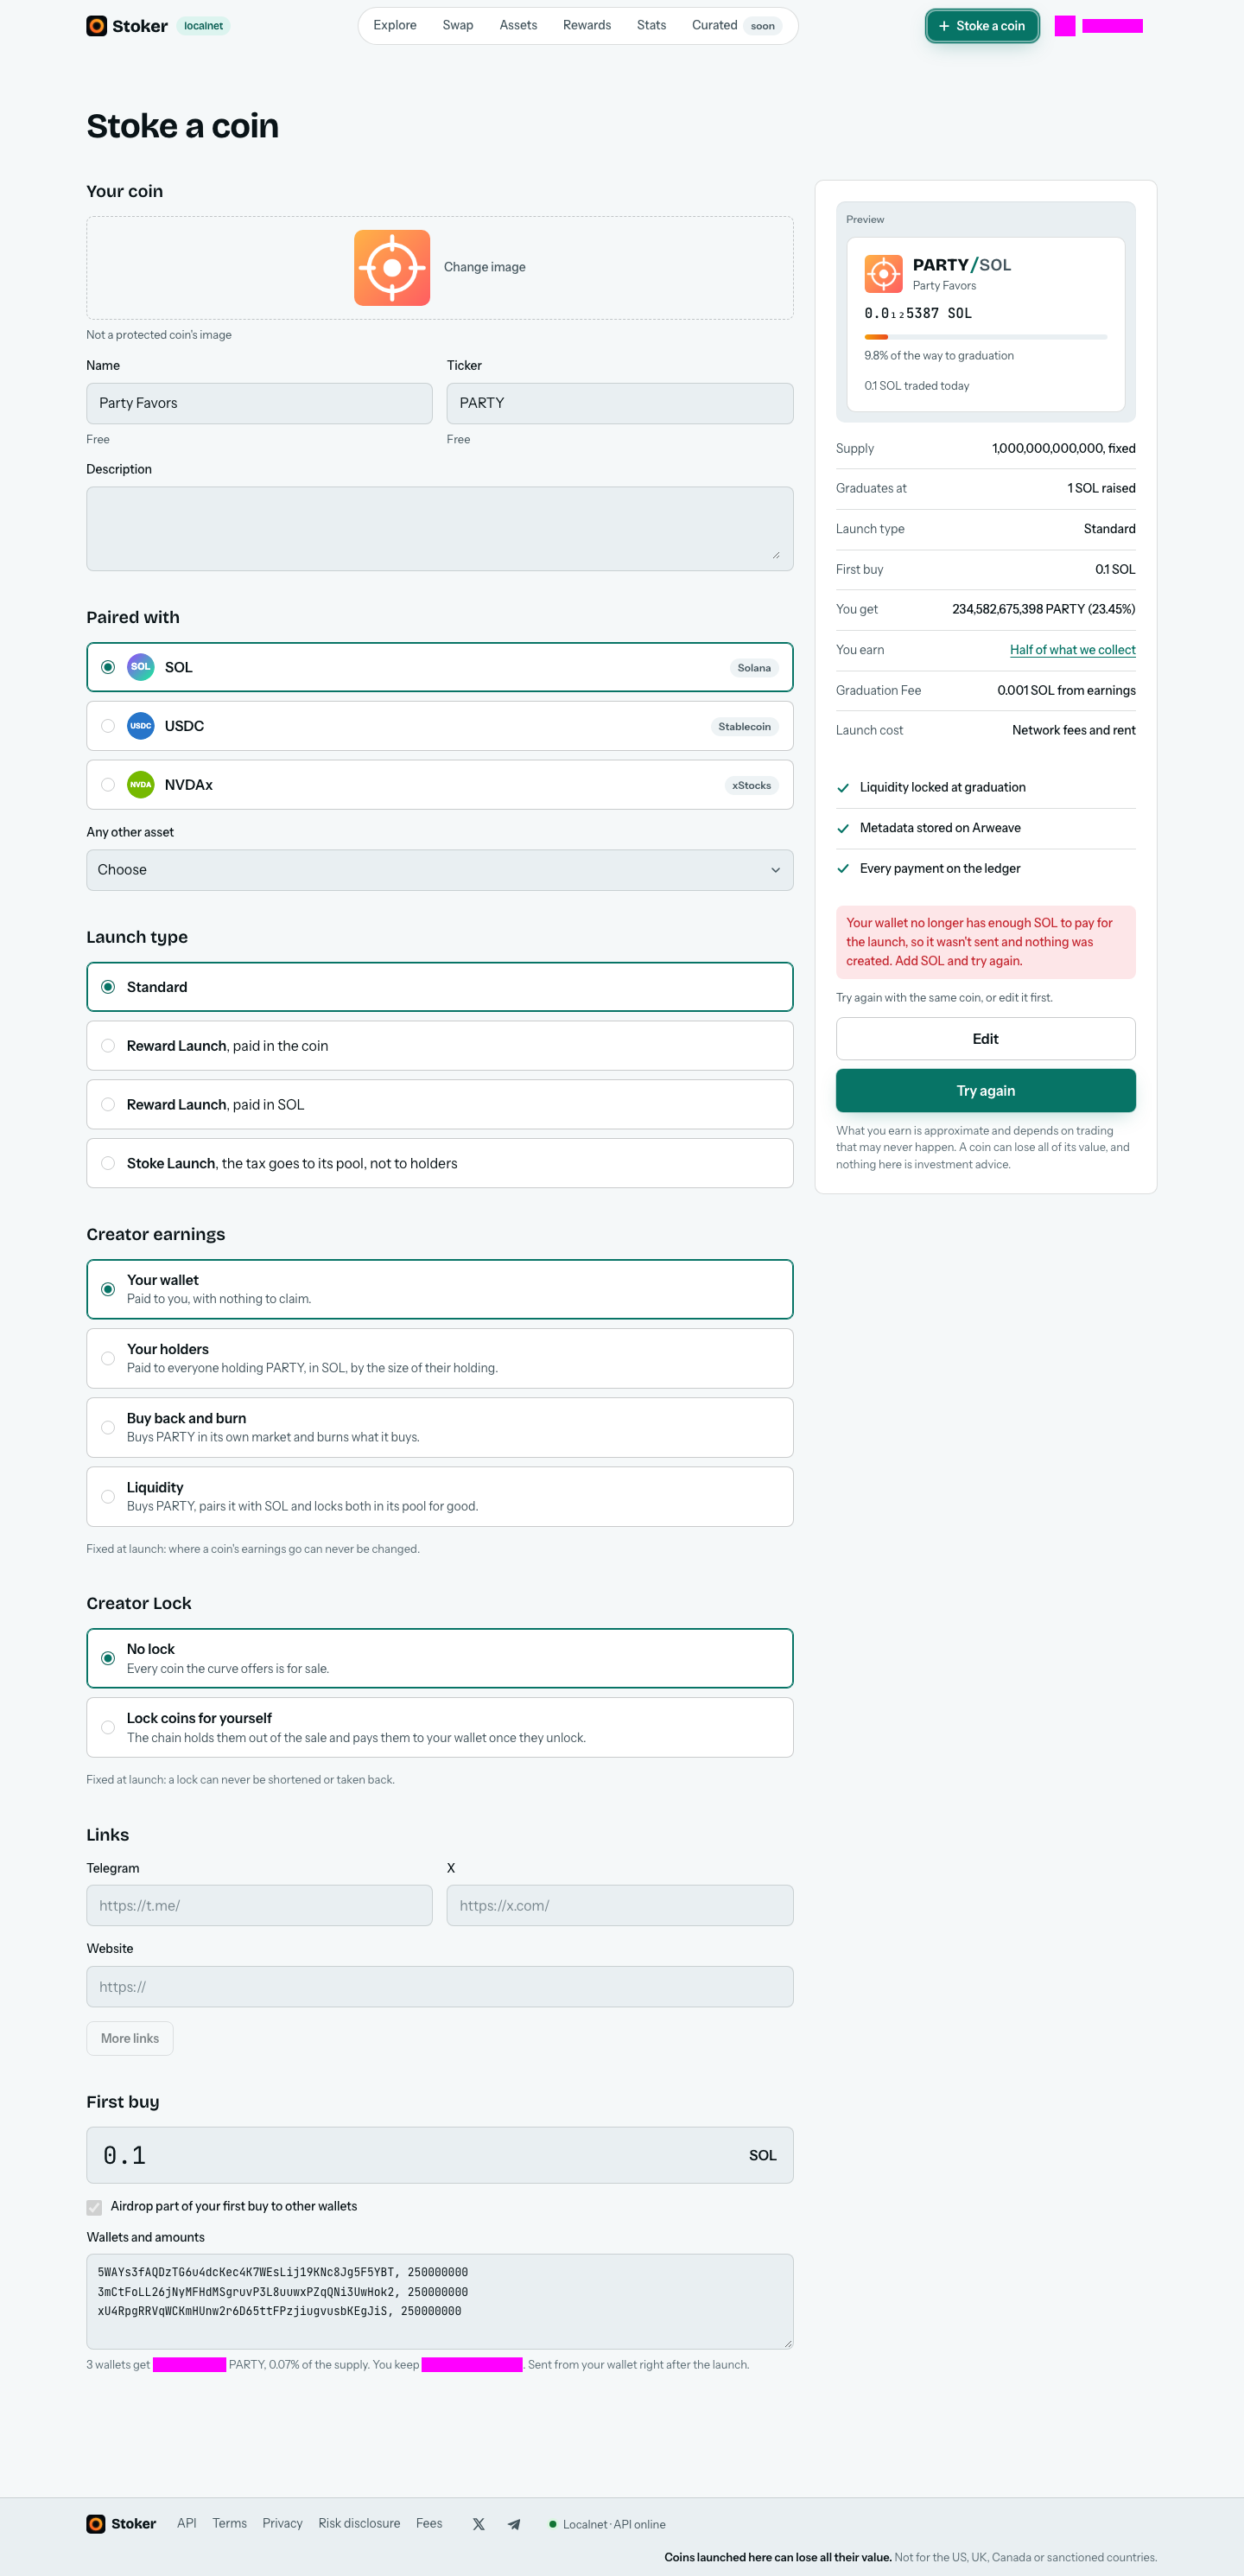 Stoker localnet Explore Swap Assets Rewards Stats Curated soon + Stoke a coin
Stoke a coin
Your coin
Change image
Not a protected coin's image
Name Ticker
Party Favors PARTY
Free Free
Description
Paired with
SOL SOL Solana
USDC USDC Stablecoin
NVDA NVDAx xStocks
Any other asset
Choose
Launch type
Standard
Reward Launch, paid in the coin
Reward Launch, paid in SOL
Stoke Launch, the tax goes to its pool, not to holders
Creator earnings
Your wallet
Paid to you, with nothing to claim.
Your holders
Paid to everyone holding PARTY, in SOL, by the size of their holding.
Buy back and burn
Buys PARTY in its own market and burns what it buys.
Liquidity
Buys PARTY, pairs it with SOL and locks both in its pool for good.
Fixed at launch: where a coin's earnings go can never be changed.
Creator Lock
No lock
Every coin the curve offers is for sale.
Lock coins for yourself
The chain holds them out of the sale and pays them to your wallet once they unlock.
Fixed at launch: a lock can never be shortened or taken back.
Links
Telegram X
https://t.me/ https://x.com/
Website
https://
More links
First buy
0.1 SOL
Airdrop part of your first buy to other wallets
Wallets and amounts
5WAYs3fAQDzTG6u4dcKec4K7WEsLij19KNc8Jg5F5YBT, 250000000
3mCtFoLL26jNyMFHdMSgruvP3L8uuwxPZqQNi3UwHok2, 250000000
xU4RpgRRVqWCKmHUnw2r6D65ttFPzjiugvusbKEgJiS, 250000000
3 wallets get PARTY, 0.07% of the supply. You keep . Sent from your wallet right after the launch.
Preview
PARTY/SOL
Party Favors
0.0₁₂5387 SOL
9.8% of the way to graduation
0.1 SOL traded today
Supply 1,000,000,000,000, fixed
Graduates at 1 SOL raised
Launch type Standard
First buy 0.1 SOL
You get 234,582,675,398 PARTY (23.45%)
You earn Half of what we collect
Graduation Fee 0.001 SOL from earnings
Launch cost Network fees and rent
Liquidity locked at graduation
Metadata stored on Arweave
Every payment on the ledger
Your wallet no longer has enough SOL to pay for
the launch, so it wasn't sent and nothing was
created. Add SOL and try again.
Try again with the same coin, or edit it first.
Edit
Try again
What you earn is approximate and depends on trading
that may never happen. A coin can lose all of its value, and
nothing here is investment advice.
Stoker API Terms Privacy Risk disclosure Fees Localnet · API online
Coins launched here can lose all their value. Not for the US, UK, Canada or sanctioned countries.